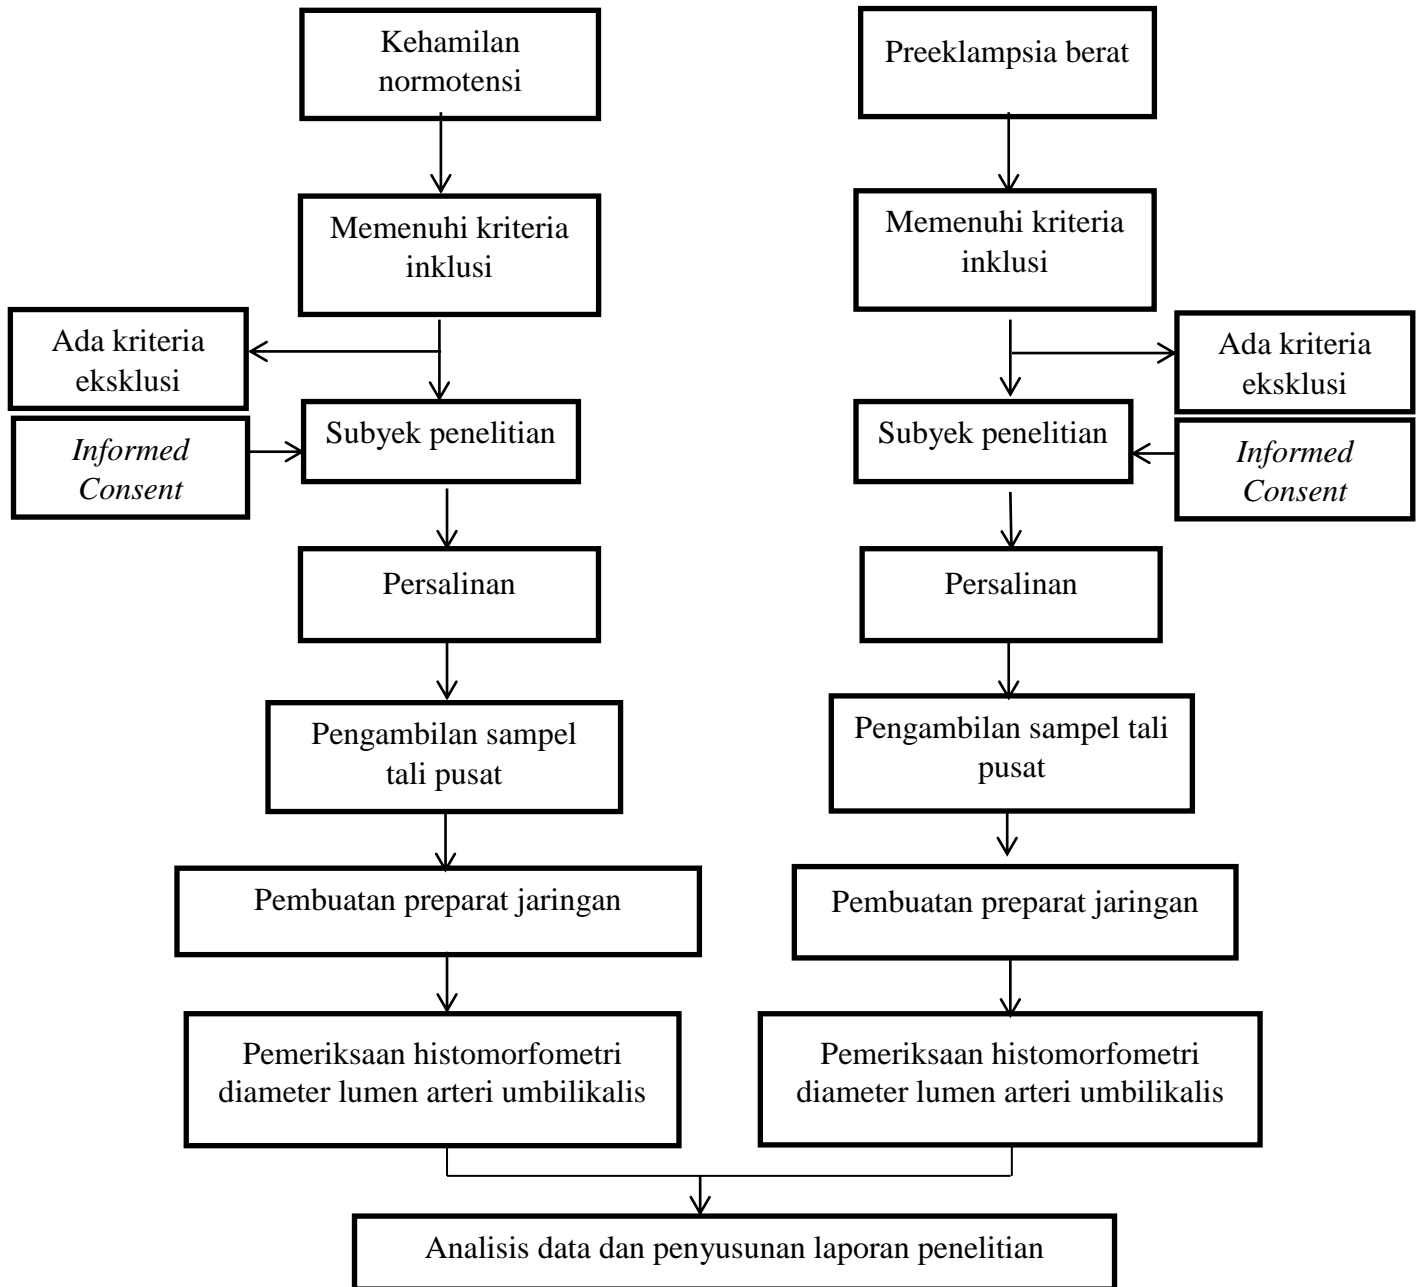 Kehamilan
normotensi
Preeklampsia berat
Memenuhi kriteria
inklusi
Memenuhi kriteria
inklusi
Ada kriteria
eksklusi
Ada kriteria
eksklusi
Informed
Consent
Subyek penelitian
Subyek penelitian
Informed
Consent
Persalinan
Persalinan
Pengambilan sampel
tali pusat
Pengambilan sampel tali
pusat
Pembuatan preparat jaringan
Pembuatan preparat jaringan
Pemeriksaan histomorfometri
diameter lumen arteri umbilikalis
Pemeriksaan histomorfometri
diameter lumen arteri umbilikalis
Analisis data dan penyusunan laporan penelitian